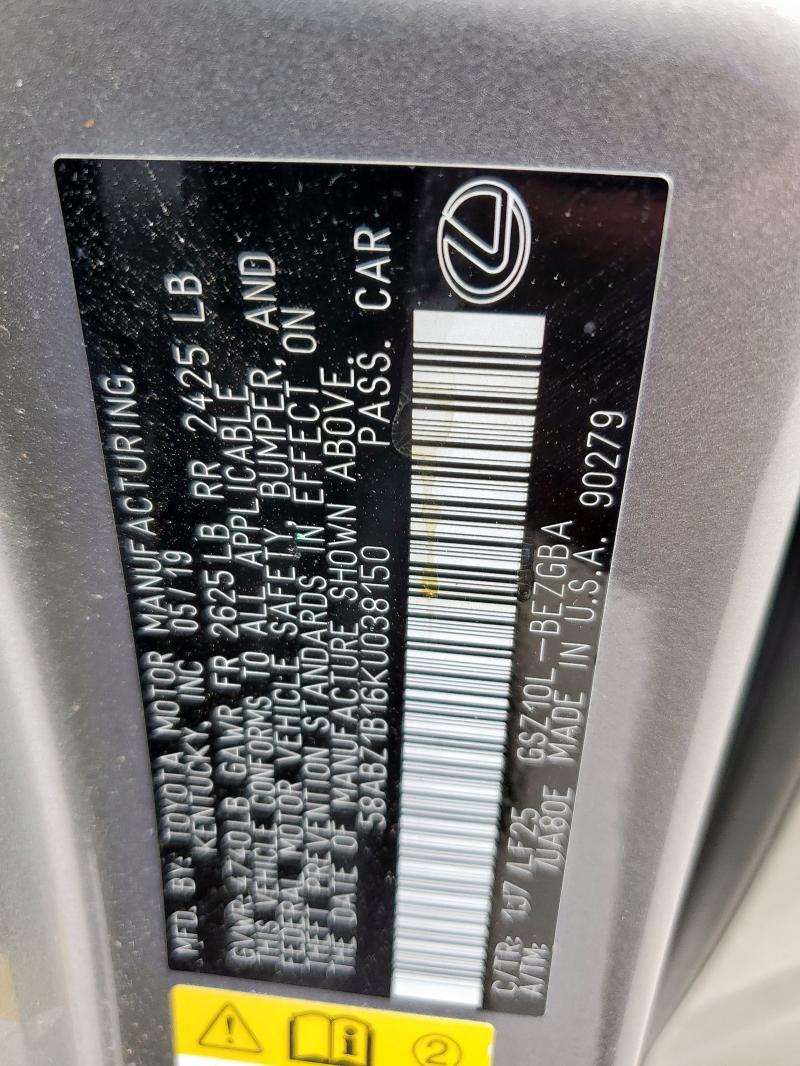 MFD. BY: TOYOTA MOTOR MANUFACTURING.
KENTUCKY, INC 05/19
GVWR 4740LB GAWR FR 2625LB RR 2425 LB
THIS VEHICLE CONFORMS TO ALL APPLICABLE
FEDERAL MOTOR VEHICLE SAFETY, BUMPER, AND
THEFT PREVENTION STANDARDS IN EFFECT ON
THE DATE OF MANUFACTURE SHOWN ABOVE.
58ABZ1B16KU038150 PASS. CAR
C/TR: 1J7 /LF25 GSZ10L-BEZGBA
A/TM: /UA80E MADE IN U.S.A. 90279
2